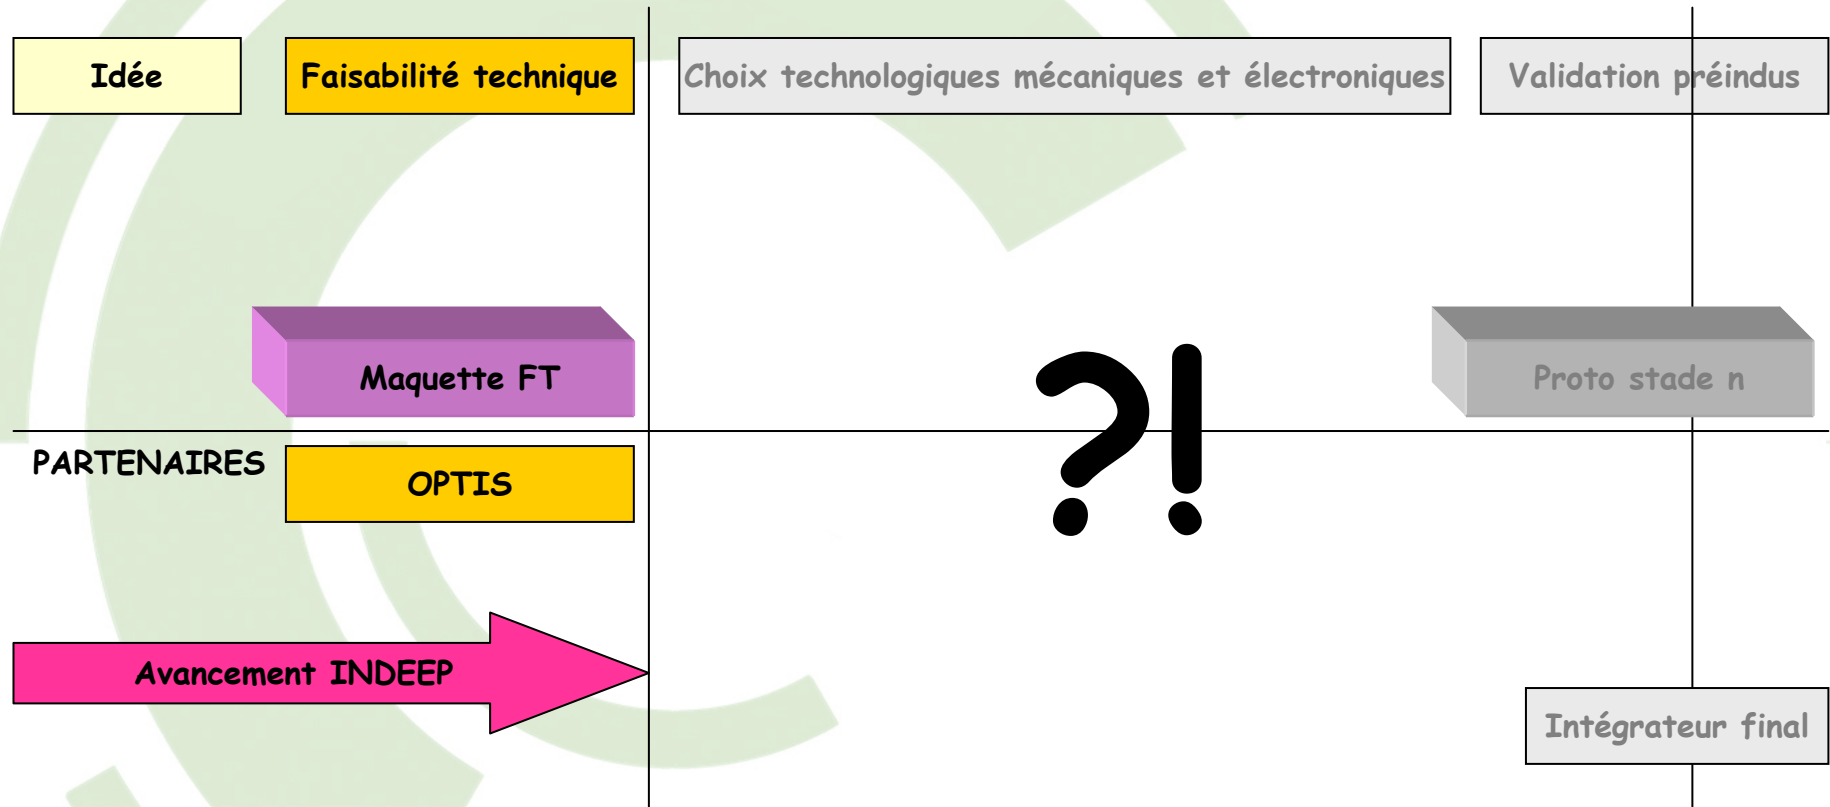 Idée
Faisabilité technique
Choix technologiques mécaniques et électroniques
Validation préindus
Maquette FT
Proto stade n
?!
PARTENAIRES
OPTIS
Avancement INDEEP
Intégrateur final